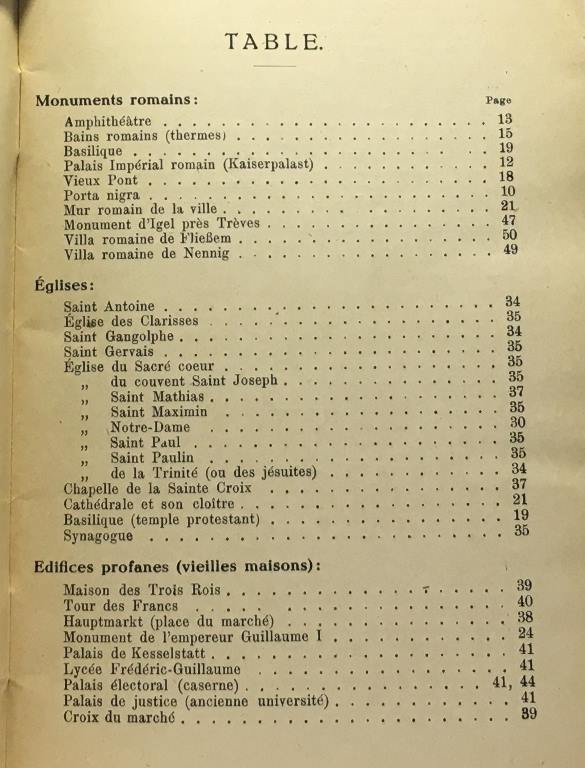 TABLE.
Monuments romains: Page
Amphithéâtre . . . . . . . . . . . . . . . . . . . 13
Bains romains (thermes) . . . . . . . . . . . . . . 15
Basilique . . . . . . . . . . . . . . . . . . . . 19
Palais Impérial romain (Kaiserpalast) . . . . . . . . . 12
Vieux Pont . . . . . . . . . . . . . . . . . . . . 18
Porta nigra . . . . . . . . . . . . . . . . . . . 10
Mur romain de la ville . . . . . . . . . . . . . . 21
Monument d'Igel près Trèves . . . . . . . . . . . . 47
Villa romaine de Fließem . . . . . . . . . . . . . 50
Villa romaine de Nennig . . . . . . . . . . . . . . 49
Églises:
Saint Antoine . . . . . . . . . . . . . . . . . . 34
Église des Clarisses . . . . . . . . . . . . . . . 35
Saint Gangolphe . . . . . . . . . . . . . . . . . . 34
Saint Gervais . . . . . . . . . . . . . . . . . . 35
Église du Sacré coeur . . . . . . . . . . . . . . . 35
„ du couvent Saint Joseph . . . . . . . . . . . . 35
„ Saint Mathias . . . . . . . . . . . . . . . . 37
„ Saint Maximin . . . . . . . . . . . . . . . . 35
„ Notre-Dame . . . . . . . . . . . . . . . . . 30
„ Saint Paul . . . . . . . . . . . . . . . . . 35
„ Saint Paulin . . . . . . . . . . . . . . . . 35
„ de la Trinité (ou des jésuites) . . . . . . . . . 34
Chapelle de la Sainte Croix . . . . . . . . . . . . 37
Cathédrale et son cloître . . . . . . . . . . . . . 21
Basilique (temple protestant) . . . . . . . . . . . . 19
Synagogue . . . . . . . . . . . . . . . . . . . . 35
Edifices profanes (vieilles maisons):
Maison des Trois Rois . . . . . . . . . . . . . . . 39
Tour des Francs . . . . . . . . . . . . . . . . . 40
Hauptmarkt (place du marché) . . . . . . . . . . . . 38
Monument de l'empereur Guillaume I . . . . . . . . . 24
Palais de Kesselstatt . . . . . . . . . . . . . . . 41
Lycée Frédéric-Guillaume . . . . . . . . . . . . . . 41
Palais électoral (caserne) . . . . . . . . . . . . . 41, 44
Palais de justice (ancienne université) . . . . . . . . 41
Croix du marché . . . . . . . . . . . . . . . . . . 39